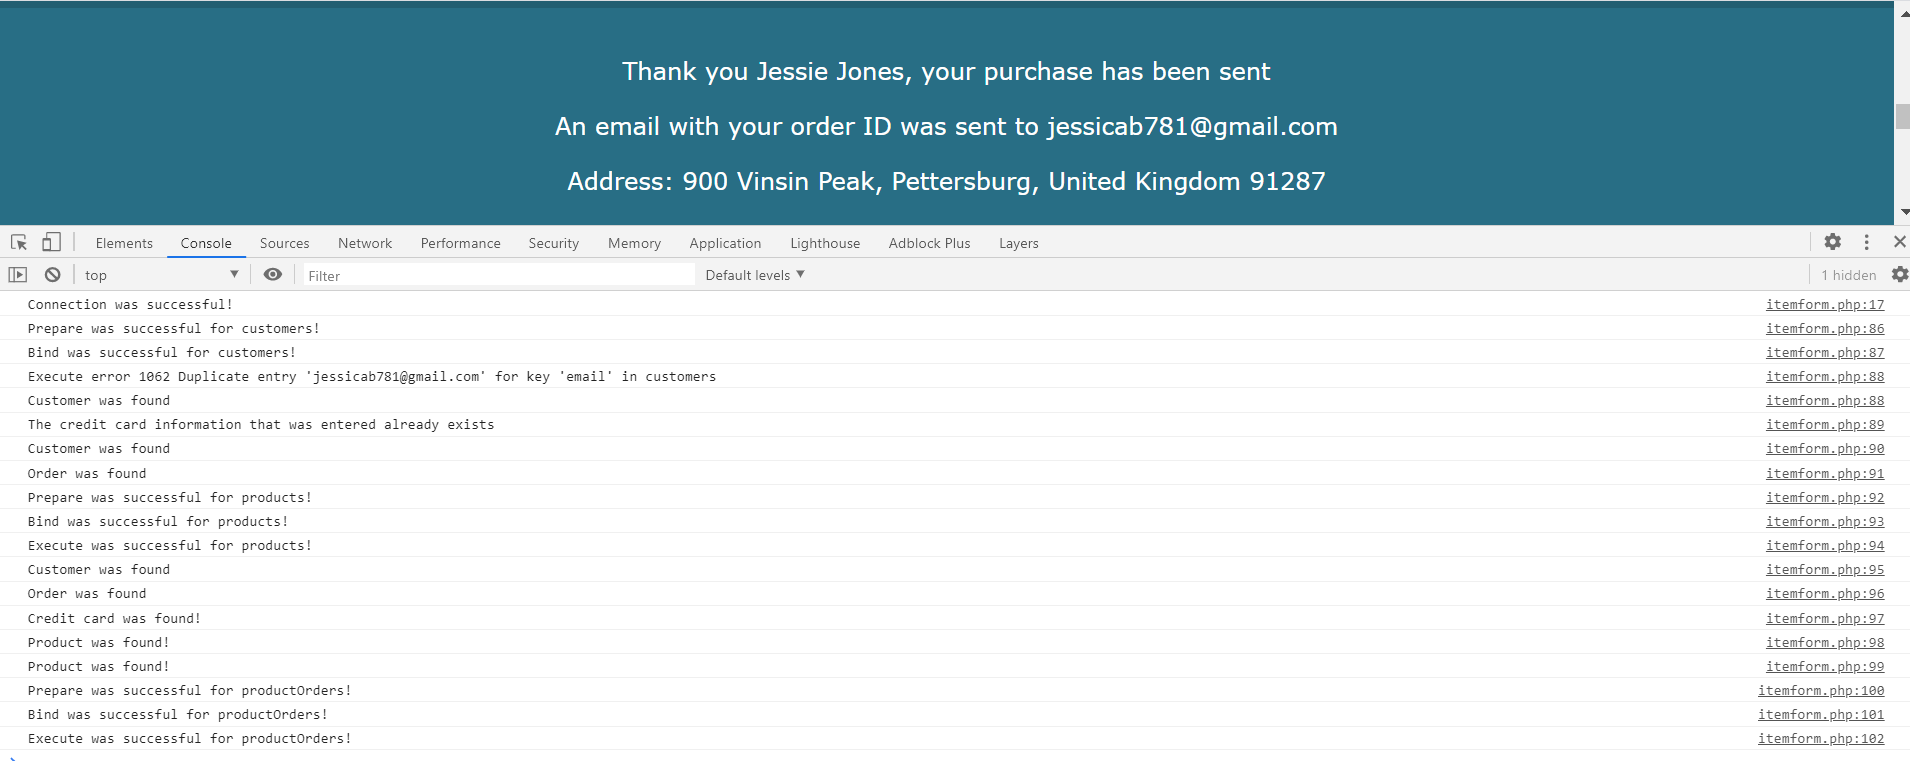 Thank you Jessie Jones, your purchase has been sent
An email with your order ID was sent to jessicab781@gmail.com
Address: 900 Vinsin Peak, Pettersburg, United Kingdom 91287
Elements Console Sources Network Performance Security Memory Application Lighthouse Adblock Plus Layers
top Filter Default levels 1 hidden
Connection was successful! itemform.php:17
Prepare was successful for customers! itemform.php:86
Bind was successful for customers! itemform.php:87
Execute error 1062 Duplicate entry 'jessicab781@gmail.com' for key 'email' in customers itemform.php:88
Customer was found itemform.php:88
The credit card information that was entered already exists itemform.php:89
Customer was found itemform.php:90
Order was found itemform.php:91
Prepare was successful for products! itemform.php:92
Bind was successful for products! itemform.php:93
Execute was successful for products! itemform.php:94
Customer was found itemform.php:95
Order was found itemform.php:96
Credit card was found! itemform.php:97
Product was found! itemform.php:98
Product was found! itemform.php:99
Prepare was successful for productOrders! itemform.php:100
Bind was successful for productOrders! itemform.php:101
Execute was successful for productOrders! itemform.php:102